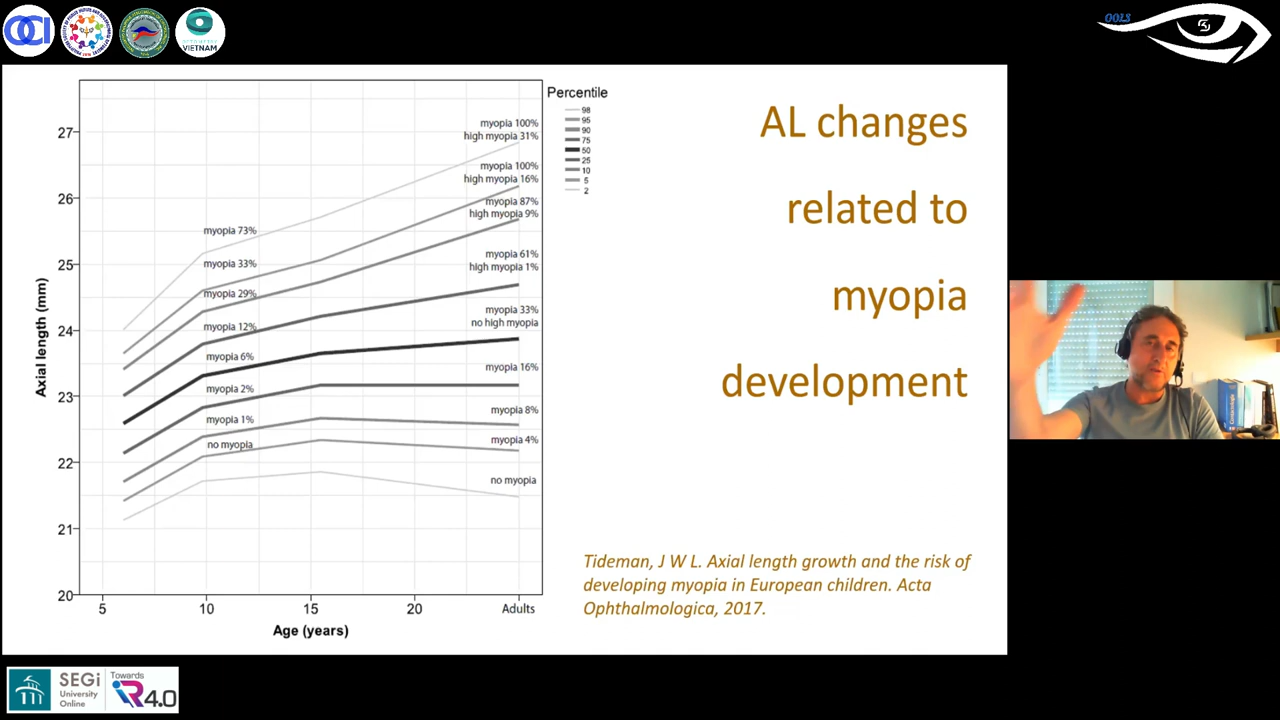 OCI
OPTOMETRY
VIETNAM
OOLS
Percentile
98
95
90
75
50
25
10
5
2
AL changes
related to
myopia
development
Axial length (mm)
27
26
25
24
23
22
21
20
myopia 100%
high myopia 31%
myopia 100%
high myopia 16%
myopia 87%
high myopia 9%
myopia 61%
high myopia 1%
myopia 33%
no high myopia
myopia 16%
myopia 8%
myopia 4%
no myopia
myopia 73%
myopia 33%
myopia 29%
myopia 12%
myopia 6%
myopia 2%
myopia 1%
no myopia
5 10 15 20 Adults
Age (years)
Tideman, J W L. Axial length growth and the risk of
developing myopia in European children. Acta
Ophthalmologica, 2017.
SEGi
University
Online
Towards
iR4.0